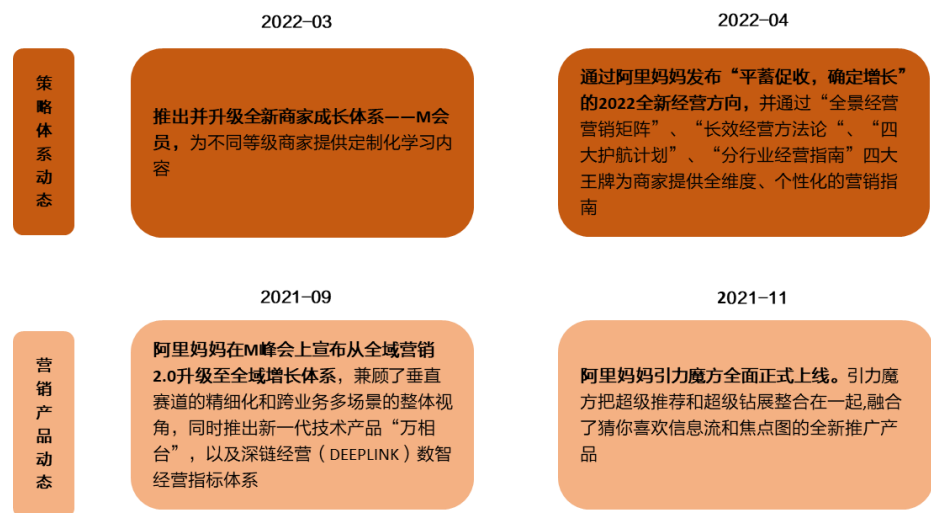 2022-03
2022-04
策略体系动态
推出并升级全新商家成长体系——M会
员，为不同等级商家提供定制化学习内
容
通过阿里妈妈发布“平蓄促收，确定增长”
的2022全新经营方向，并通过“全景经营
营销矩阵”、“长效经营方法论“、“四
大护航计划”、“分行业经营指南”四大
王牌为商家提供全维度、个性化的营销指
南
2021-09
2021-11
营销产品动态
阿里妈妈在M峰会上宣布从全域营销
2.0升级至全域增长体系，兼顾了垂直
赛道的精细化和跨业务多场景的整体视
角，同时推出新一代技术产品“万相
台”，以及深链经营（DEEPLINK）数智
经营指标体系
阿里妈妈引力魔方全面正式上线。引力魔
方把超级推荐和超级钻展整合在一起,融合
了猜你喜欢信息流和焦点图的全新推广产
品